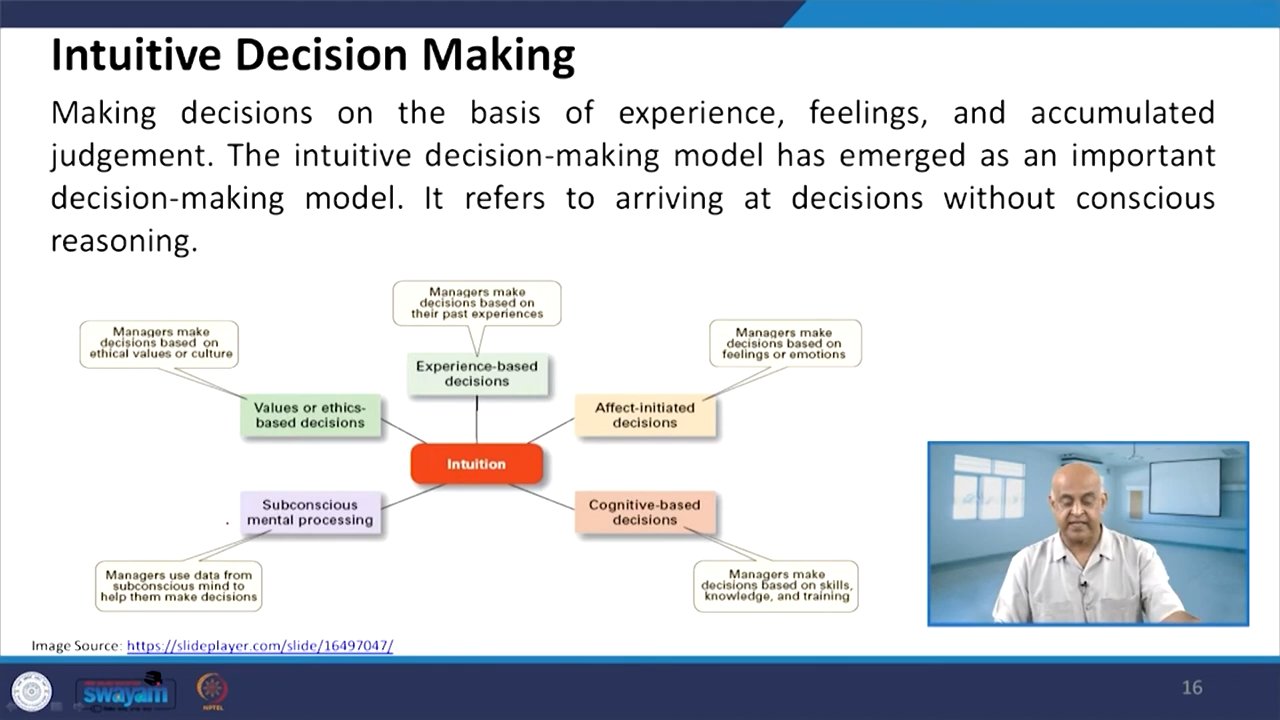 Intuitive Decision Making
Making decisions on the basis of experience, feelings, and accumulated
judgement. The intuitive decision-making model has emerged as an important
decision-making model. It refers to arriving at decisions without conscious
reasoning.
Managers make
decisions based on
their past experiences
Managers make
decisions based on
ethical values or culture
Managers make
decisions based on
feelings or emotions
Experience-based
decisions
Values or ethics-
based decisions
Affect-initiated
decisions
Intuition
Subconscious
mental processing
Cognitive-based
decisions
Managers use data from
subconscious mind to
help them make decisions
Managers make
decisions based on skills,
knowledge, and training
Image Source: https://slideplayer.com/slide/16497047/
swayam
NPTEL
16